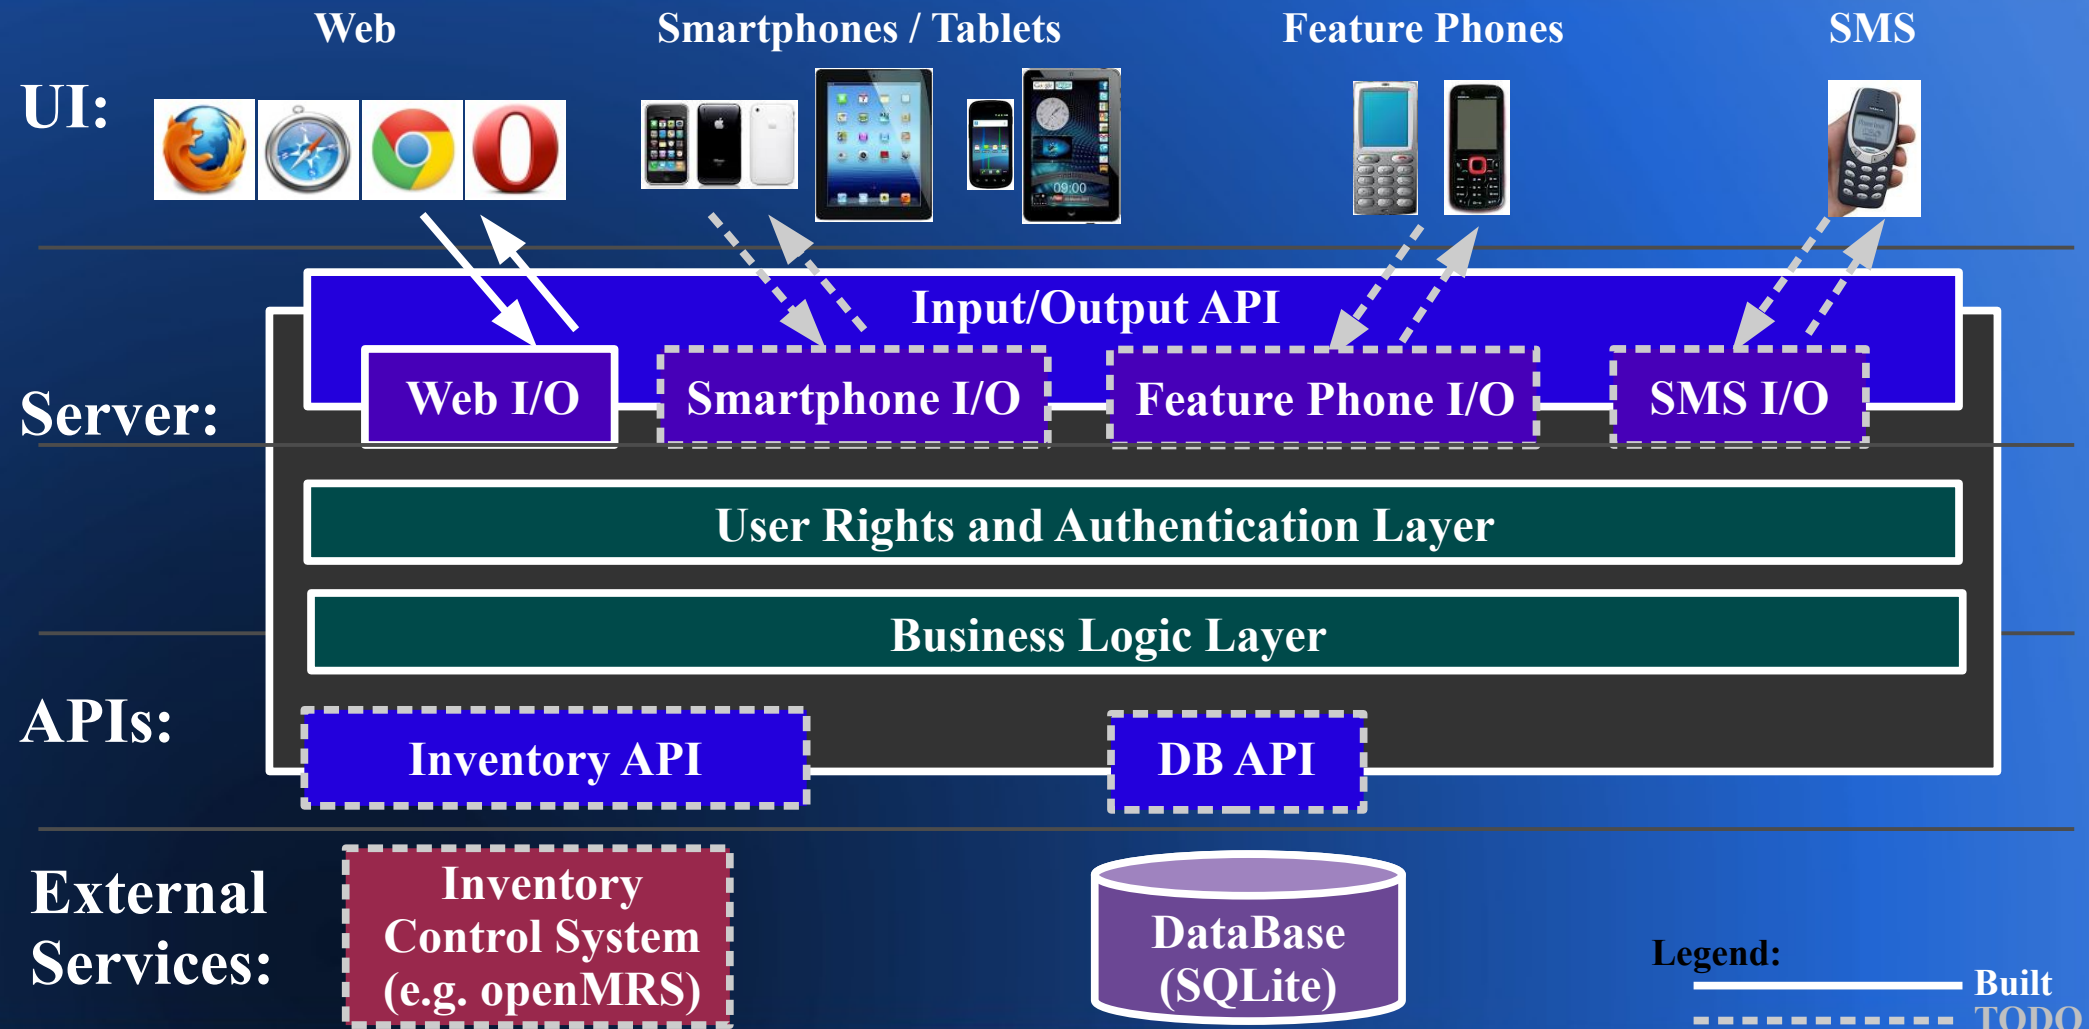 Web
Smartphones / Tablets
Feature Phones
SMS
UI:
09:00
Input/Output API
Server:
Web I/O
Smartphone I/O
Feature Phone I/O
SMS I/O
User Rights and Authentication Layer
Business Logic Layer
APIs:
Inventory API
DB API
External
Services:
Inventory
Control System
(e.g. openMRS)
DataBase
(SQLite)
Legend:
Built
TODO